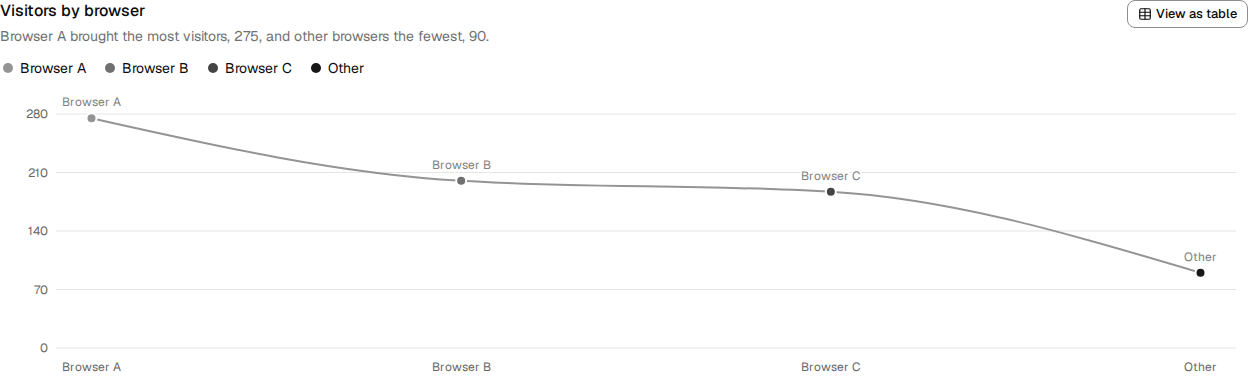 Visitors by browser
View as table
Browser A brought the most visitors, 275, and other browsers the fewest, 90.
Browser A Browser B Browser C Other
Browser A
280
Browser B
210
Browser C
140
Other
70
0
Browser A Browser B Browser C Other